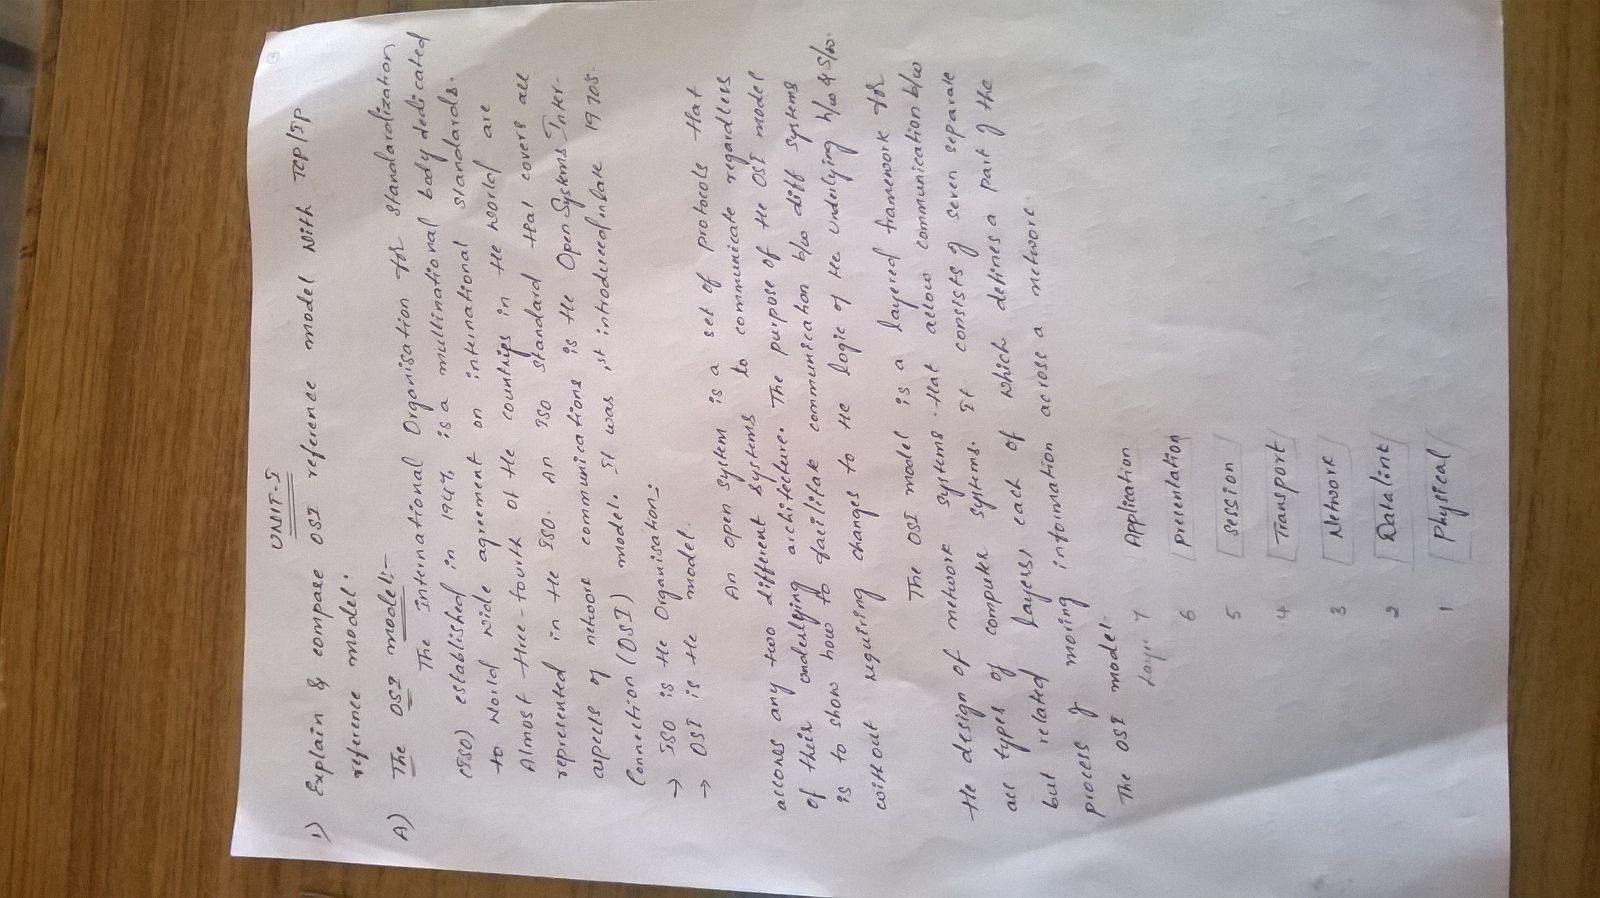 UNIT-I
1) Explain & compare OSI reference model with TCP/IP
reference model.
A) The OSI model:-
The International Organisation for Standardization
(ISO) established in 1947, is a multinational body dedicated
to World wide agreement on international standards.
Almost three-fourth of the countries in the world are
represented in the ISO. An ISO standard that covers all
aspects of network communications is the Open Systems Inter-
Connection (OSI) model. It was 1st introduced in late 1970s.
→ ISO is the Organisation.
→ OSI is the model.
An open system is a set of protocols that
allows any two different systems to communicate regardless
of their underlying architecture. The purpose of the OSI model
is to show how to facilitate communication b/w diff systems
without requiring changes to the logic of the underlying h/w & s/w.
The OSI model is a layered framework for
the design of network systems that allow communication b/w
all types of computer systems. It consists of seven separate
but related layers, each of which defines a part of the
process of moving information across a network.
The OSI model.
Layer 7 Application
6 Presentation
5 Session
4 Transport
3 Network
2 Datalink
1 Physical